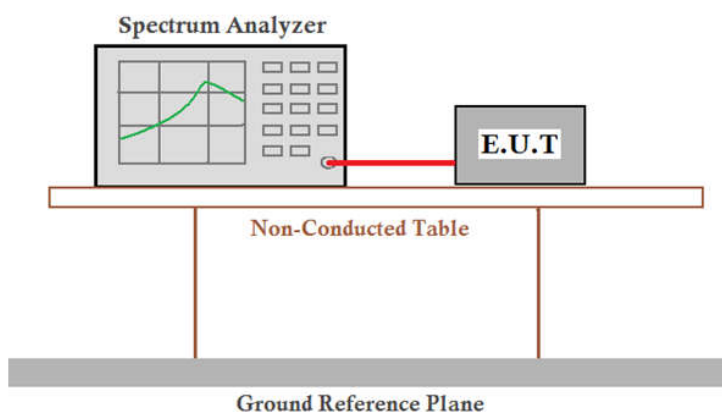 Spectrum Analyzer
E.U.T
Non-Conducted Table
Ground Reference Plane